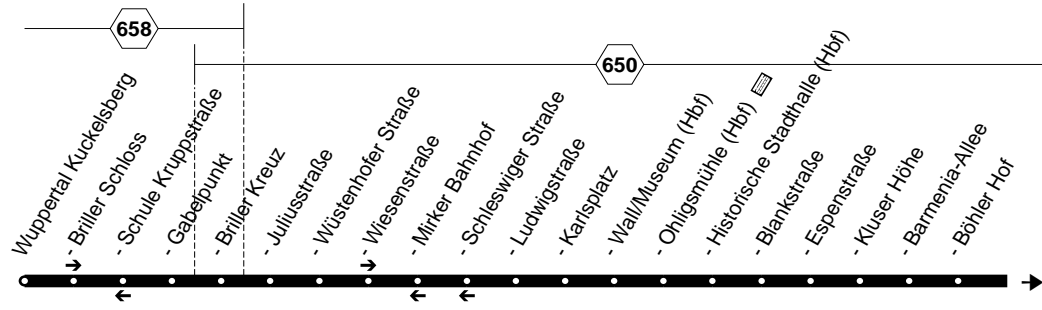 658
650
Wuppertal Kuckelsberg
- Briller Schloss
- Schule Kruppstraße
- Gabelpunkt
- Briller Kreuz
- Juliusstraße
- Wüstenhofer Straße
- Wiesenstraße
- Mirker Bahnhof
- Schleswiger Straße
- Ludwigstraße
- Karlsplatz
- Wall/Museum (Hbf)
- Ohligsmühle (Hbf)
- Historische Stadthalle (Hbf)
- Blankstraße
- Espenstraße
- Kluser Höhe
- Barmenia-Allee
- Böhler Hof